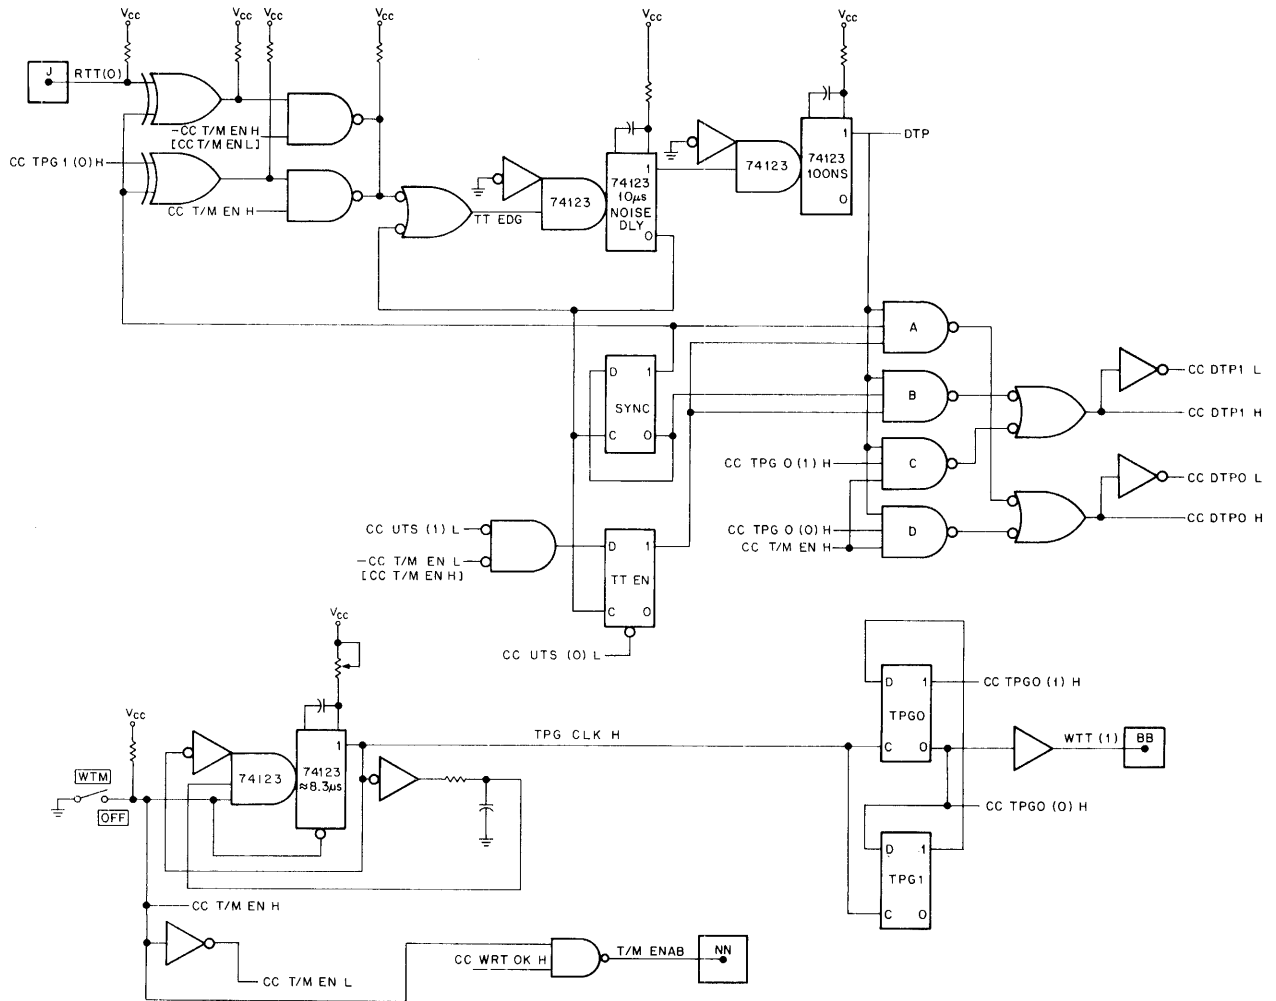 Vcc
Vcc
Vcc
Vcc
Vcc
Vcc
J
RTT(0)
-CC T/M EN H
[CC T/M EN L]
CC TPG 1 (0) H
CC T/M EN H
TT EDG
74123
1
74123
10µs
NOISE
DLY
0
74123
1
74123
100NS
0
DTP
A
D
1
SYNC
C
0
B
C
D
CC DTP1 L
CC DTP1 H
CC TPG 0 (1) H
CC DTP0 L
CC TPG 0 (0) H
CC T/M EN H
CC DTP0 H
CC UTS (1) L
-CC T/M EN L
[CC T/M EN H]
D
1
TT EN
C
0
CC UTS (0) L
Vcc
Vcc
WTM
OFF
74123
1
74123
≈8.3µs
TPG CLK H
D
1
TPG0
C
0
CC TPG0 (1) H
WTT (1)
BB
CC TPG0 (0) H
D
1
TPG1
C
0
CC T/M EN H
CC T/M EN L
CC WRT OK H
T/M ENAB
NN